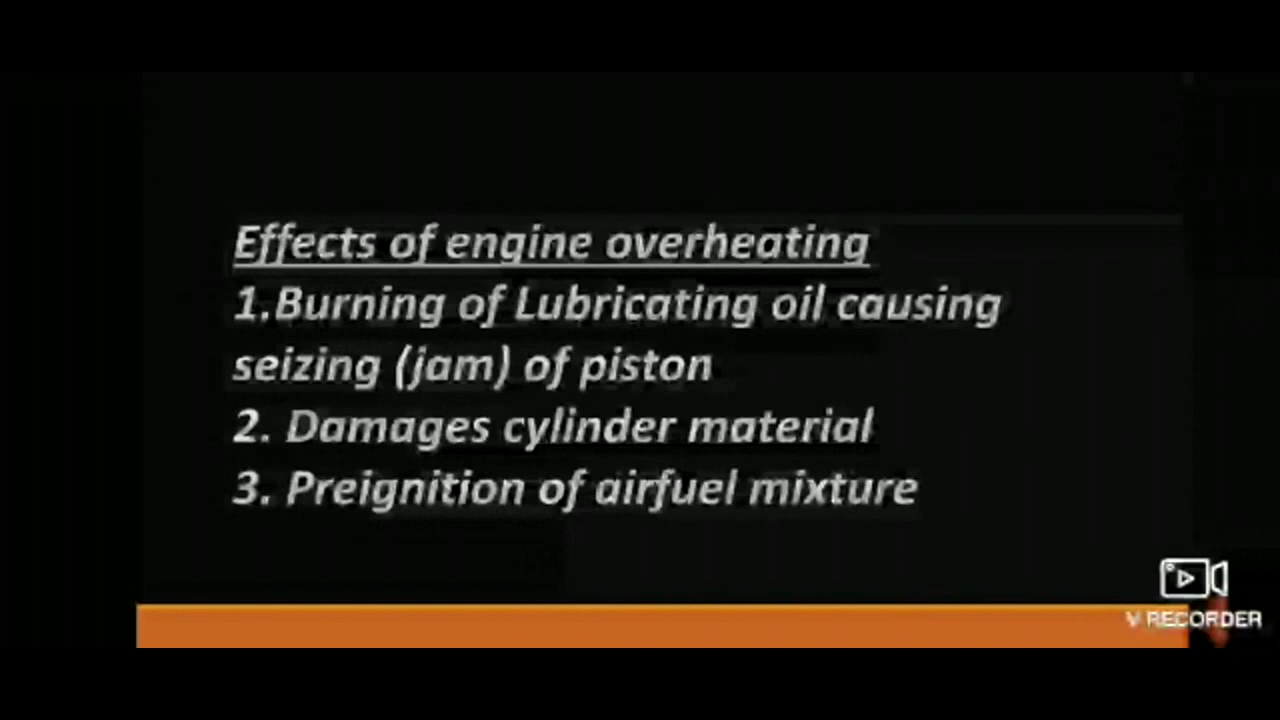 Effects of engine overheating
1.Burning of Lubricating oil causing
seizing (jam) of piston
2. Damages cylinder material
3. Preignition of airfuel mixture
V RECORDER